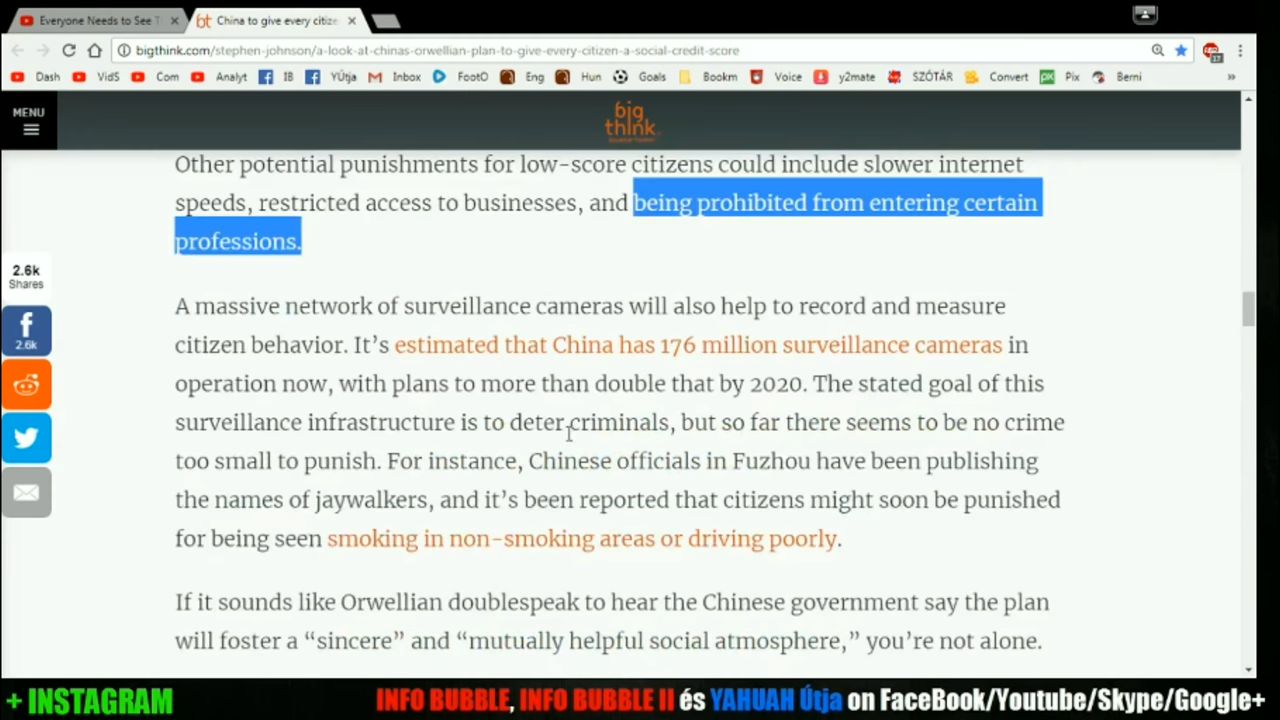 Everyone Needs to See T
China to give every citize
bigthink.com/stephen-johnson/a-look-at-chinas-orwellian-plan-to-give-every-citizen-a-social-credit-score
Dash VidS Com Analyt IB YÚtja Inbox FootO Eng Hun Goals Bookm Voice y2mate SZÓTÁR Convert Pix Berni »
MENU
big
think
Other potential punishments for low-score citizens could include slower internet
speeds, restricted access to businesses, and being prohibited from entering certain
professions.
2.6k
Shares
2.6k
A massive network of surveillance cameras will also help to record and measure
citizen behavior. It’s estimated that China has 176 million surveillance cameras in
operation now, with plans to more than double that by 2020. The stated goal of this
surveillance infrastructure is to deter criminals, but so far there seems to be no crime
too small to punish. For instance, Chinese officials in Fuzhou have been publishing
the names of jaywalkers, and it’s been reported that citizens might soon be punished
for being seen smoking in non-smoking areas or driving poorly.
If it sounds like Orwellian doublespeak to hear the Chinese government say the plan
will foster a “sincere” and “mutually helpful social atmosphere,” you’re not alone.
+ INSTAGRAM
INFO BUBBLE, INFO BUBBLE II és YAHUAH Útja on FaceBook/Youtube/Skype/Google+